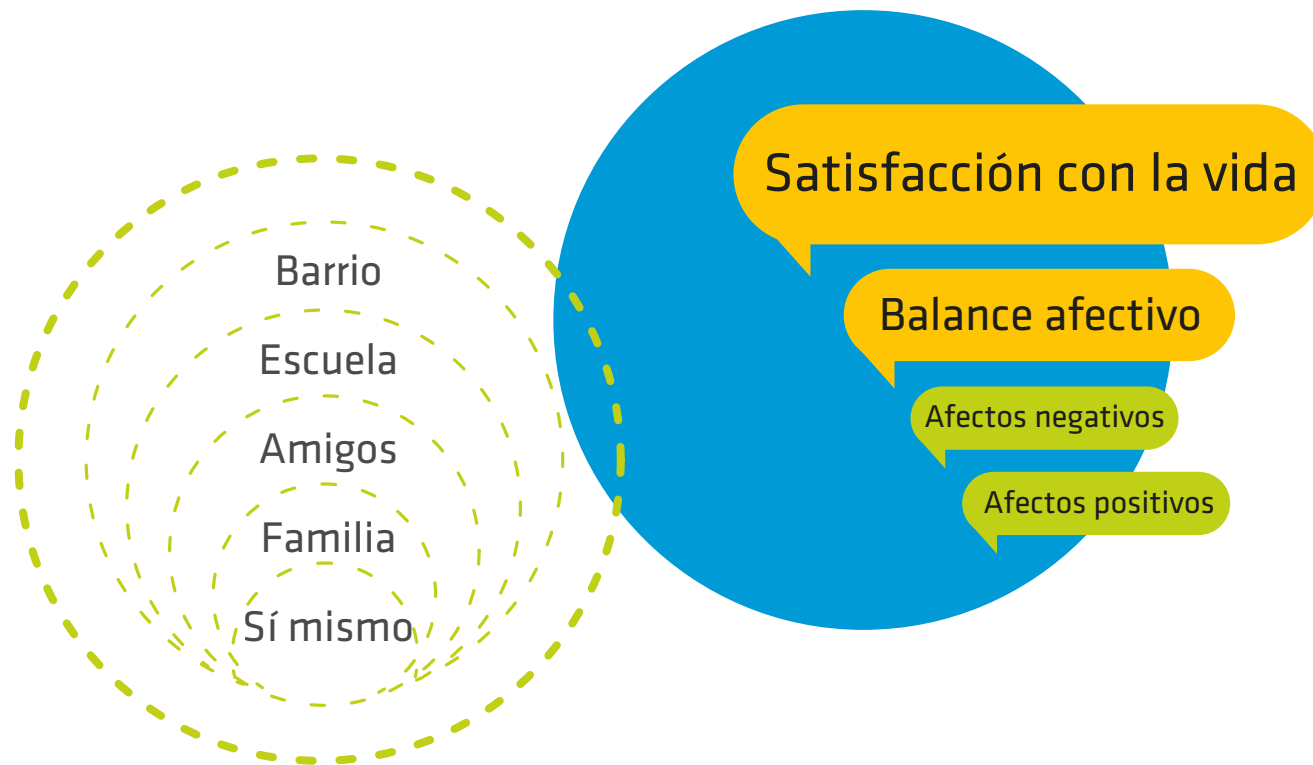 Barrio
Escuela
Amigos
Familia
Sí mismo
Satisfacción con la vida
Balance afectivo
Afectos negativos
Afectos positivos